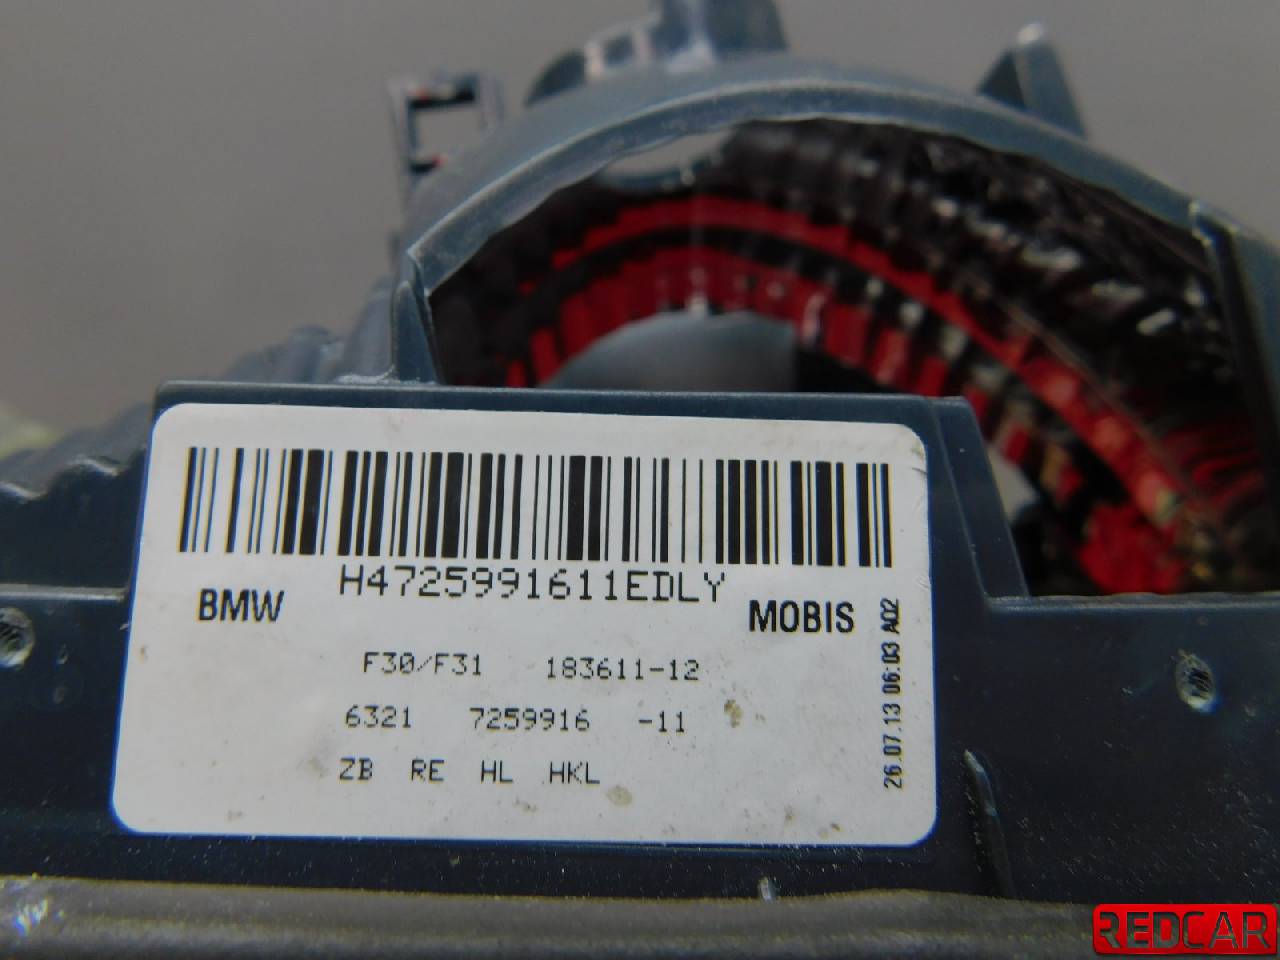 H4725991611EDLY
BMW MOBIS
F30/F31 183611-12
6321 7259916 -11
ZB RE HL HKL
26.07.13 06:03 A02
REDCAR